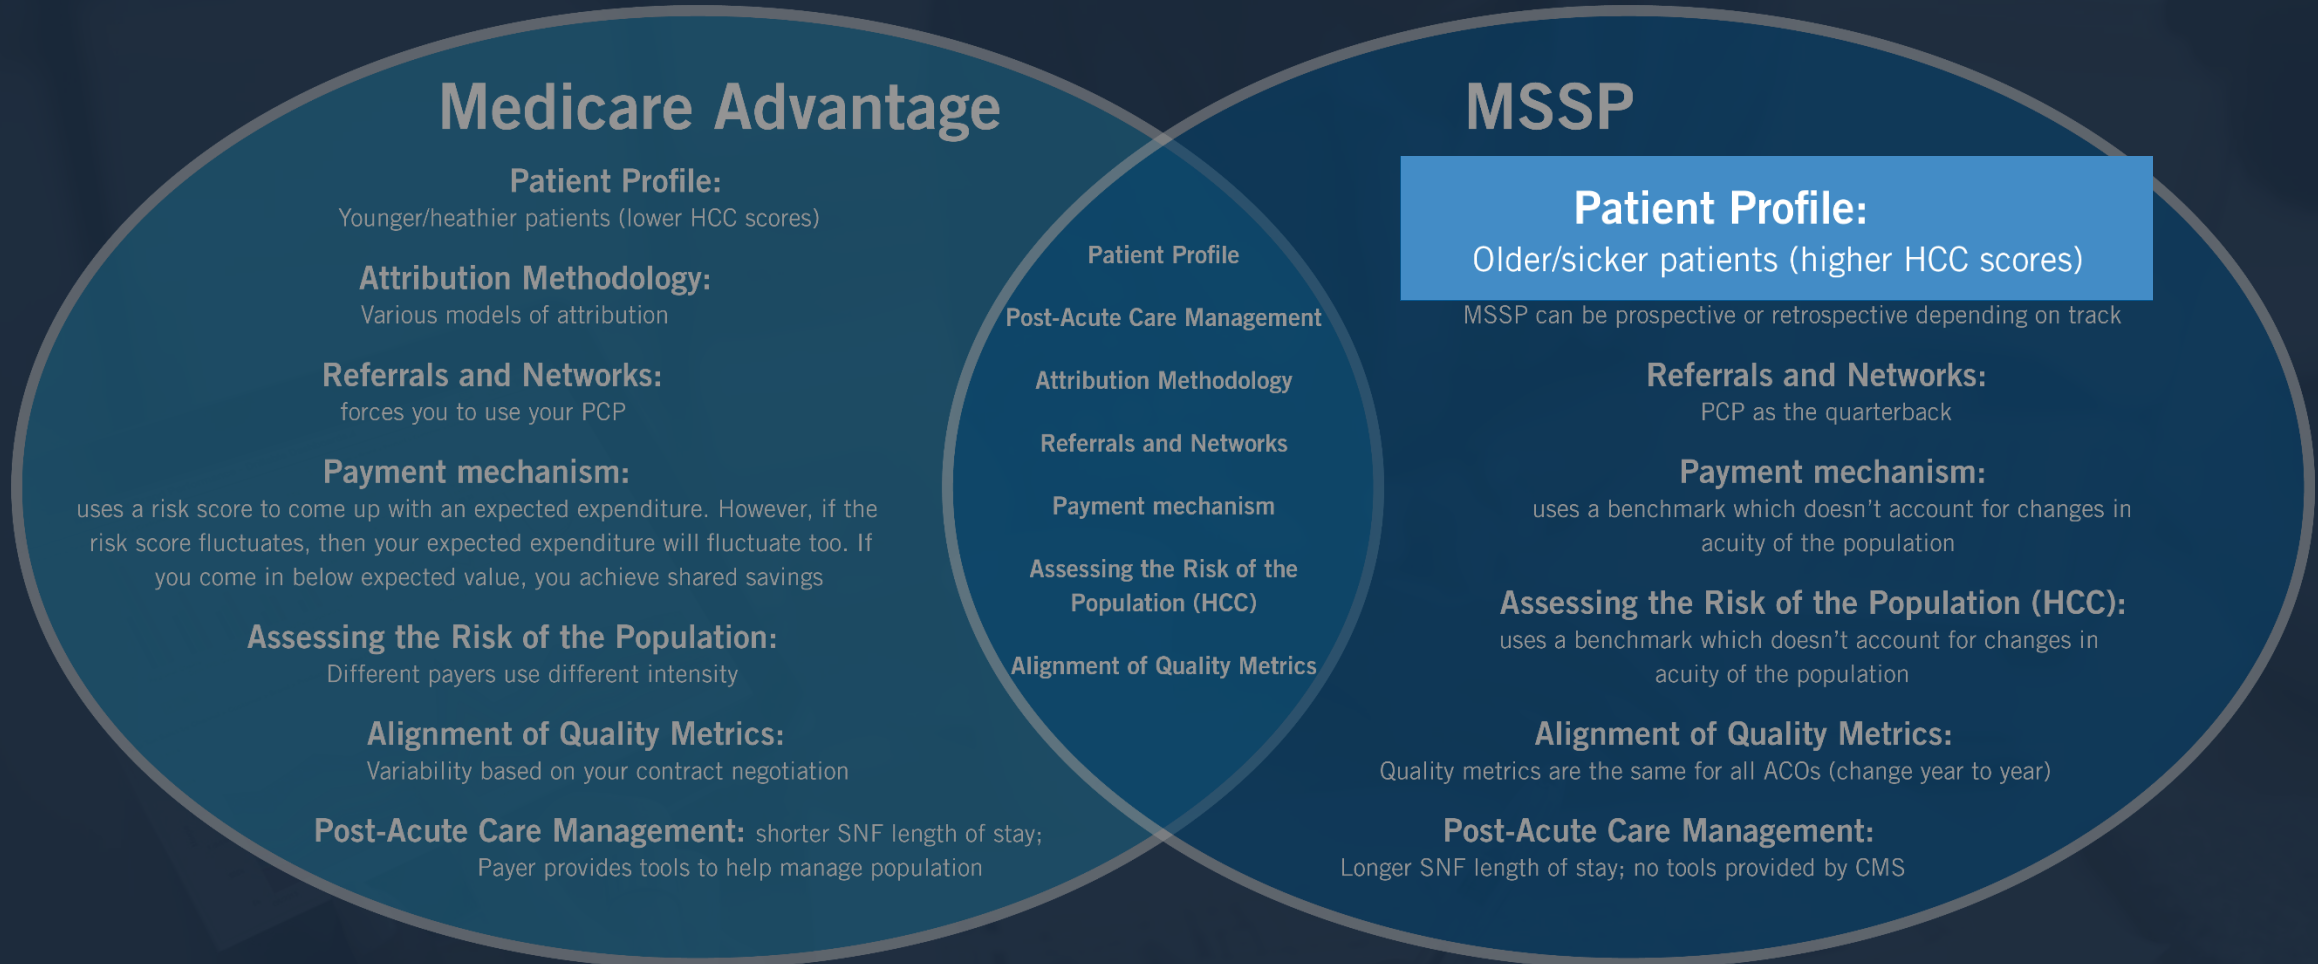 Medicare Advantage
Patient Profile:
Younger/heathier patients (lower HCC scores)
Attribution Methodology:
Various models of attribution
Referrals and Networks:
forces you to use your PCP
Payment mechanism:
uses a risk score to come up with an expected expenditure. However, if the
risk score fluctuates, then your expected expenditure will fluctuate too. If
you come in below expected value, you achieve shared savings
Assessing the Risk of the Population:
Different payers use different intensity
Alignment of Quality Metrics:
Variability based on your contract negotiation
Post-Acute Care Management: shorter SNF length of stay;
Payer provides tools to help manage population
Patient Profile
Post-Acute Care Management
Attribution Methodology
Referrals and Networks
Payment mechanism
Assessing the Risk of the
Population (HCC)
Alignment of Quality Metrics
MSSP
Patient Profile:
Older/sicker patients (higher HCC scores)
MSSP can be prospective or retrospective depending on track
Referrals and Networks:
PCP as the quarterback
Payment mechanism:
uses a benchmark which doesn't account for changes in
acuity of the population
Assessing the Risk of the Population (HCC):
uses a benchmark which doesn't account for changes in
acuity of the population
Alignment of Quality Metrics:
Quality metrics are the same for all ACOs (change year to year)
Post-Acute Care Management:
Longer SNF length of stay; no tools provided by CMS